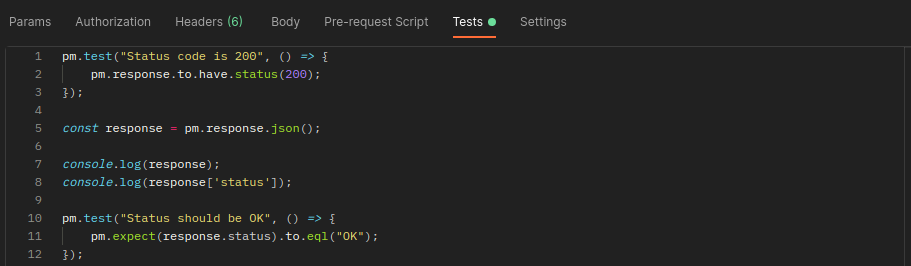 Params Authorization Headers (6) Body Pre-request Script Tests Settings
1 pm.test("Status code is 200", () => {
2     pm.response.to.have.status(200);
3 });
4
5 const response = pm.response.json();
6
7 console.log(response);
8 console.log(response['status']);
9
10 pm.test("Status should be OK", () => {
11     pm.expect(response.status).to.eql("OK");
12 });